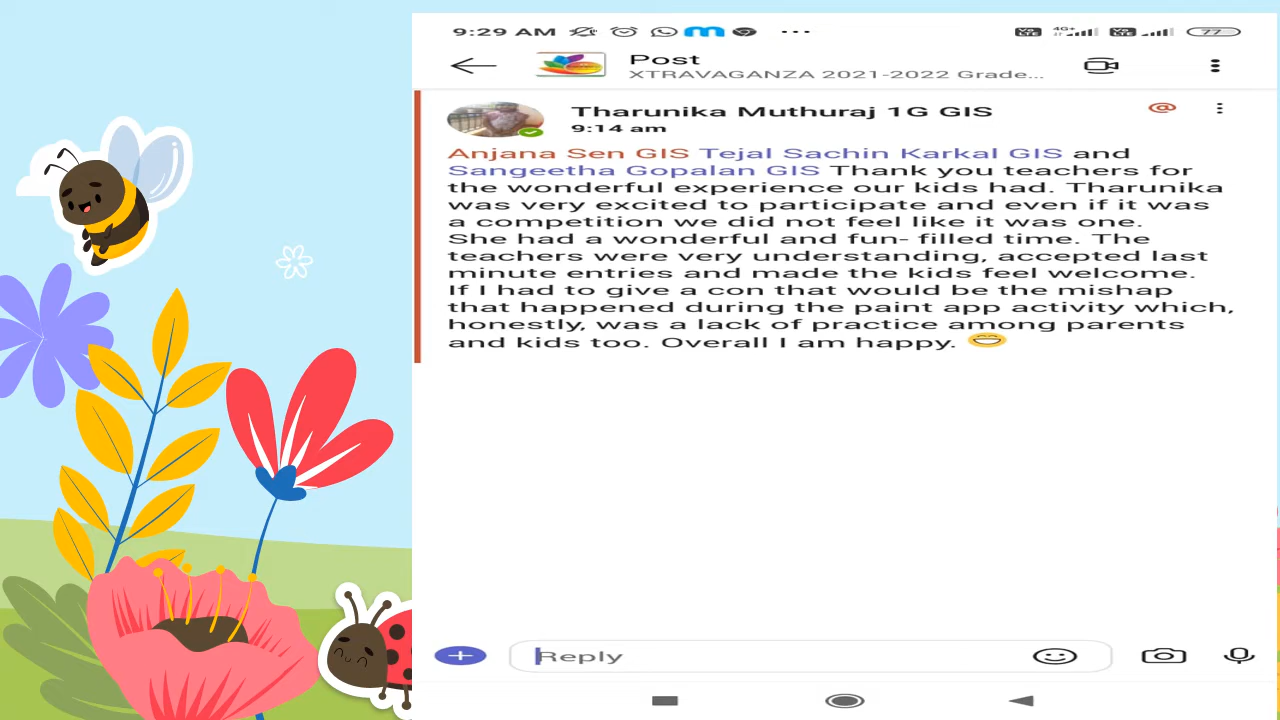 9:29 AM
4G+
77
Post
XTRAVAGANZA 2021-2022 Grade...
Tharunika Muthuraj 1G GIS
@
9:14 am
Anjana Sen GIS Tejal Sachin Karkal GIS and
Sangeetha Gopalan GIS Thank you teachers for
the wonderful experience our kids had. Tharunika
was very excited to participate and even if it was
a competition we did not feel like it was one.
She had a wonderful and fun- filled time. The
teachers were very understanding, accepted last
minute entries and made the kids feel welcome.
If I had to give a con that would be the mishap
that happened during the paint app activity which,
honestly, was a lack of practice among parents
and kids too. Overall I am happy. 😄
Reply